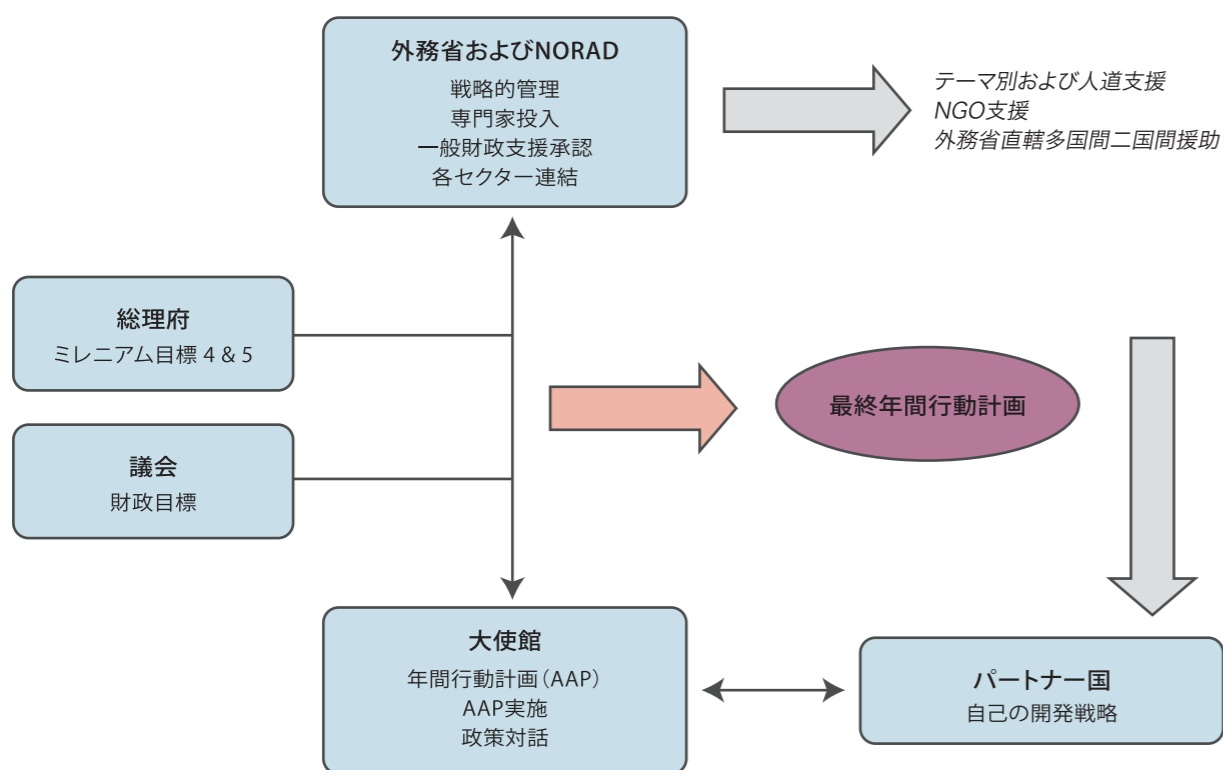 外務省およびNORAD
戦略的管理
専門家投入
一般財政支援承認
各セクター連結
テーマ別および人道支援
NGO支援
外務省直轄多国間二国間援助
総理府
ミレニアム目標 4 & 5
最終年間行動計画
議会
財政目標
大使館
年間行動計画(AAP)
AAP実施
政策対話
パートナー国
自己の開発戦略